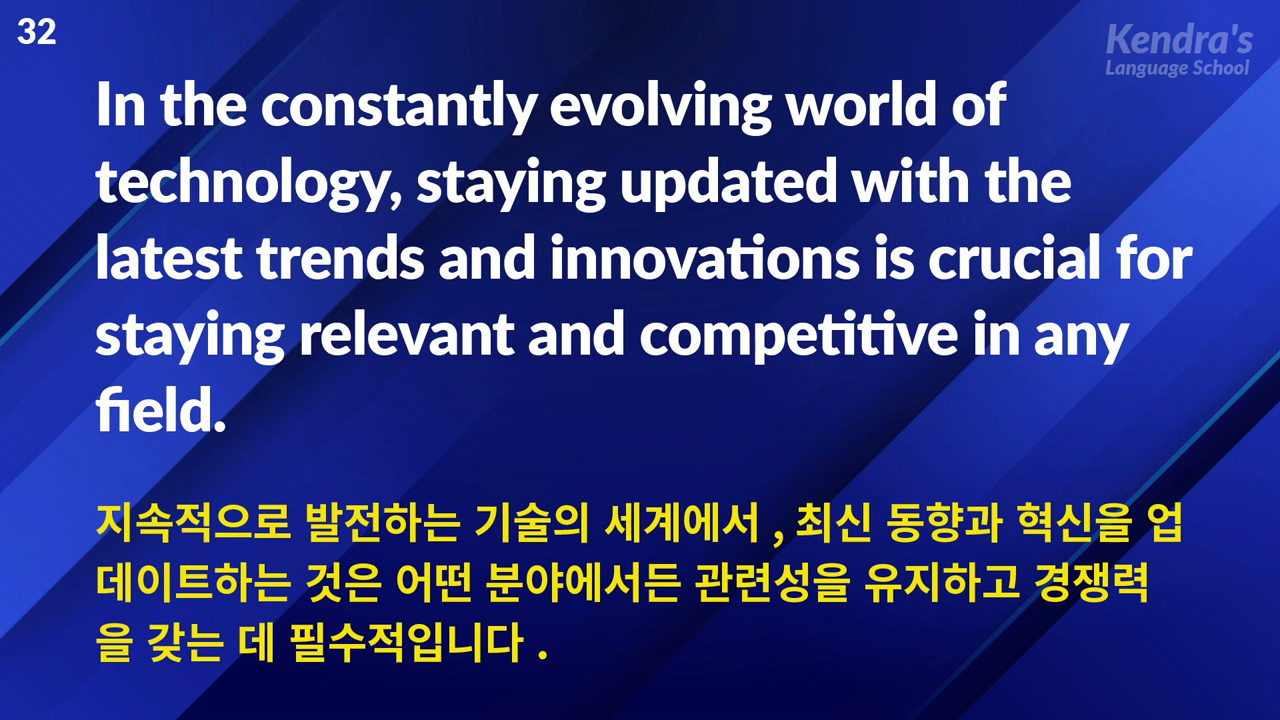 32
Kendra's
Language School
In the constantly evolving world of
technology, staying updated with the
latest trends and innovations is crucial for
staying relevant and competitive in any
field.
지속적으로 발전하는 기술의 세계에서 , 최신 동향과 혁신을 업
데이트하는 것은 어떤 분야에서든 관련성을 유지하고 경쟁력
을 갖는 데 필수적입니다 .